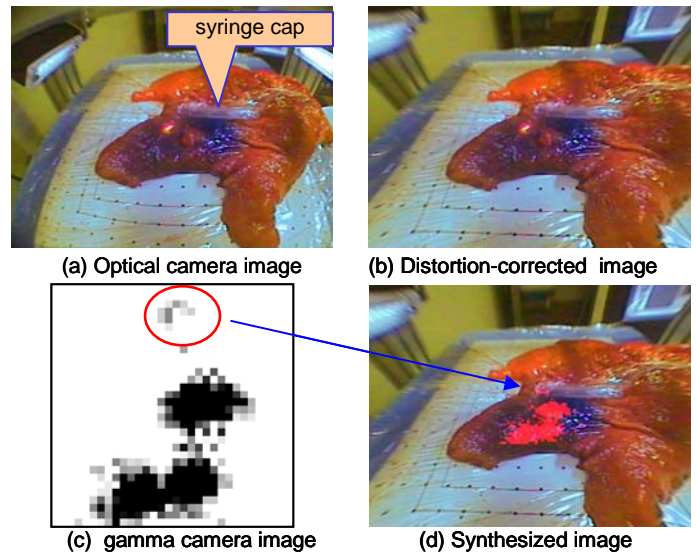 syringe cap
(a) Optical camera image
(b) Distortion-corrected image
(c) gamma camera image
(d) Synthesized image